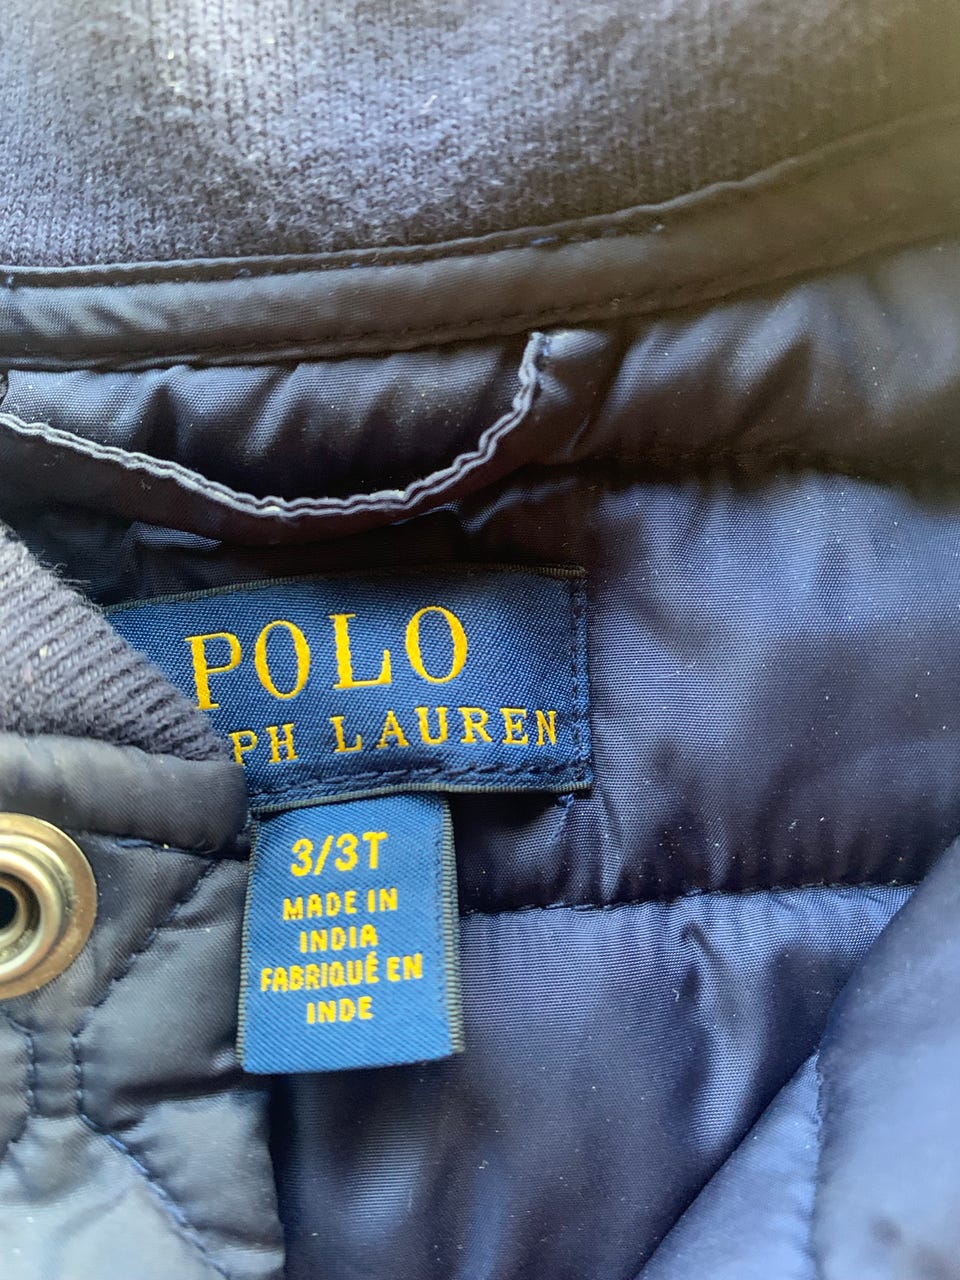 POLO
PH LAUREN
3/3T
MADE IN
INDIA
FABRIQUÉ EN
INDE